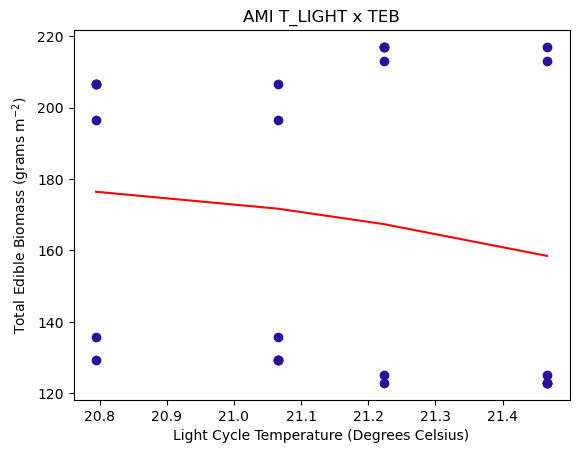 AMI T_LIGHT x TEB
220
200
180
160
140
120
Total Edible Biomass (grams m⁻²)
20.8 20.9 21.0 21.1 21.2 21.3 21.4
Light Cycle Temperature (Degrees Celsius)